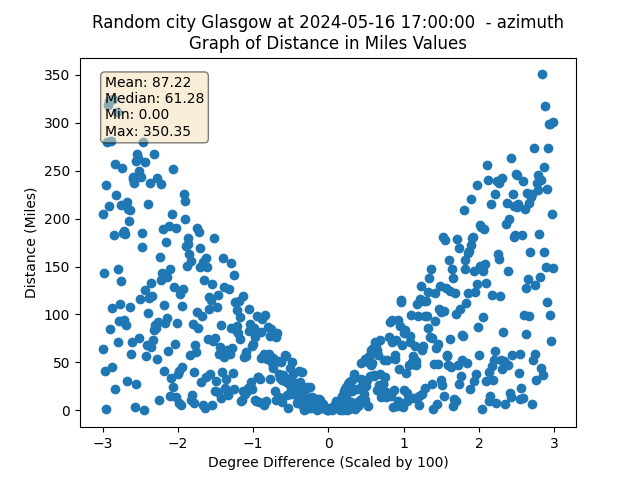 Random city Glasgow at 2024-05-16 17:00:00  - azimuth
Graph of Distance in Miles Values
Mean: 87.22
Median: 61.28
Min: 0.00
Max: 350.35
350
300
250
200
150
100
50
0
Distance (Miles)
−3 −2 −1 0 1 2 3
Degree Difference (Scaled by 100)